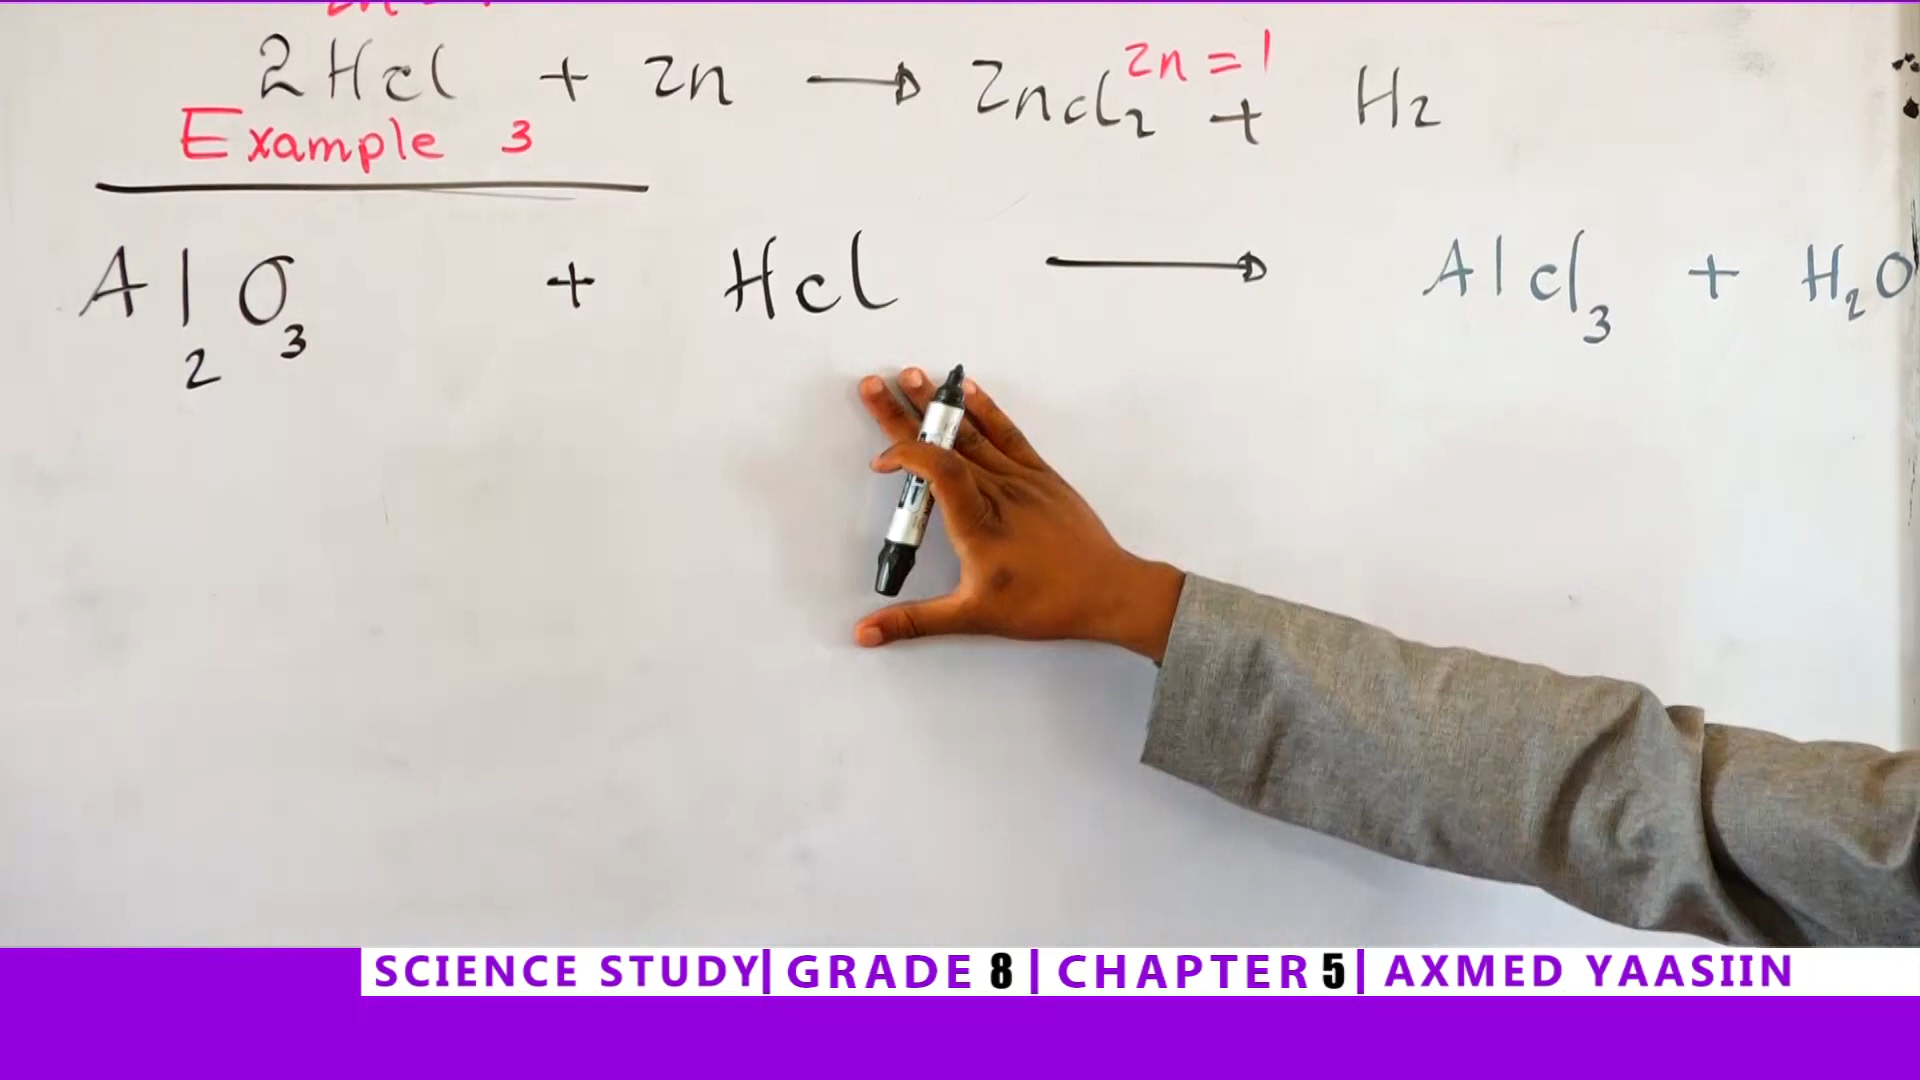 2Hcl + zn → Zncl₂ + H₂
zn = 1
Example 3
Al₂O₃ + Hcl → Alcl₃ + H₂O
SCIENCE STUDY| GRADE 8 | CHAPTER 5 | AXMED YAASIIN